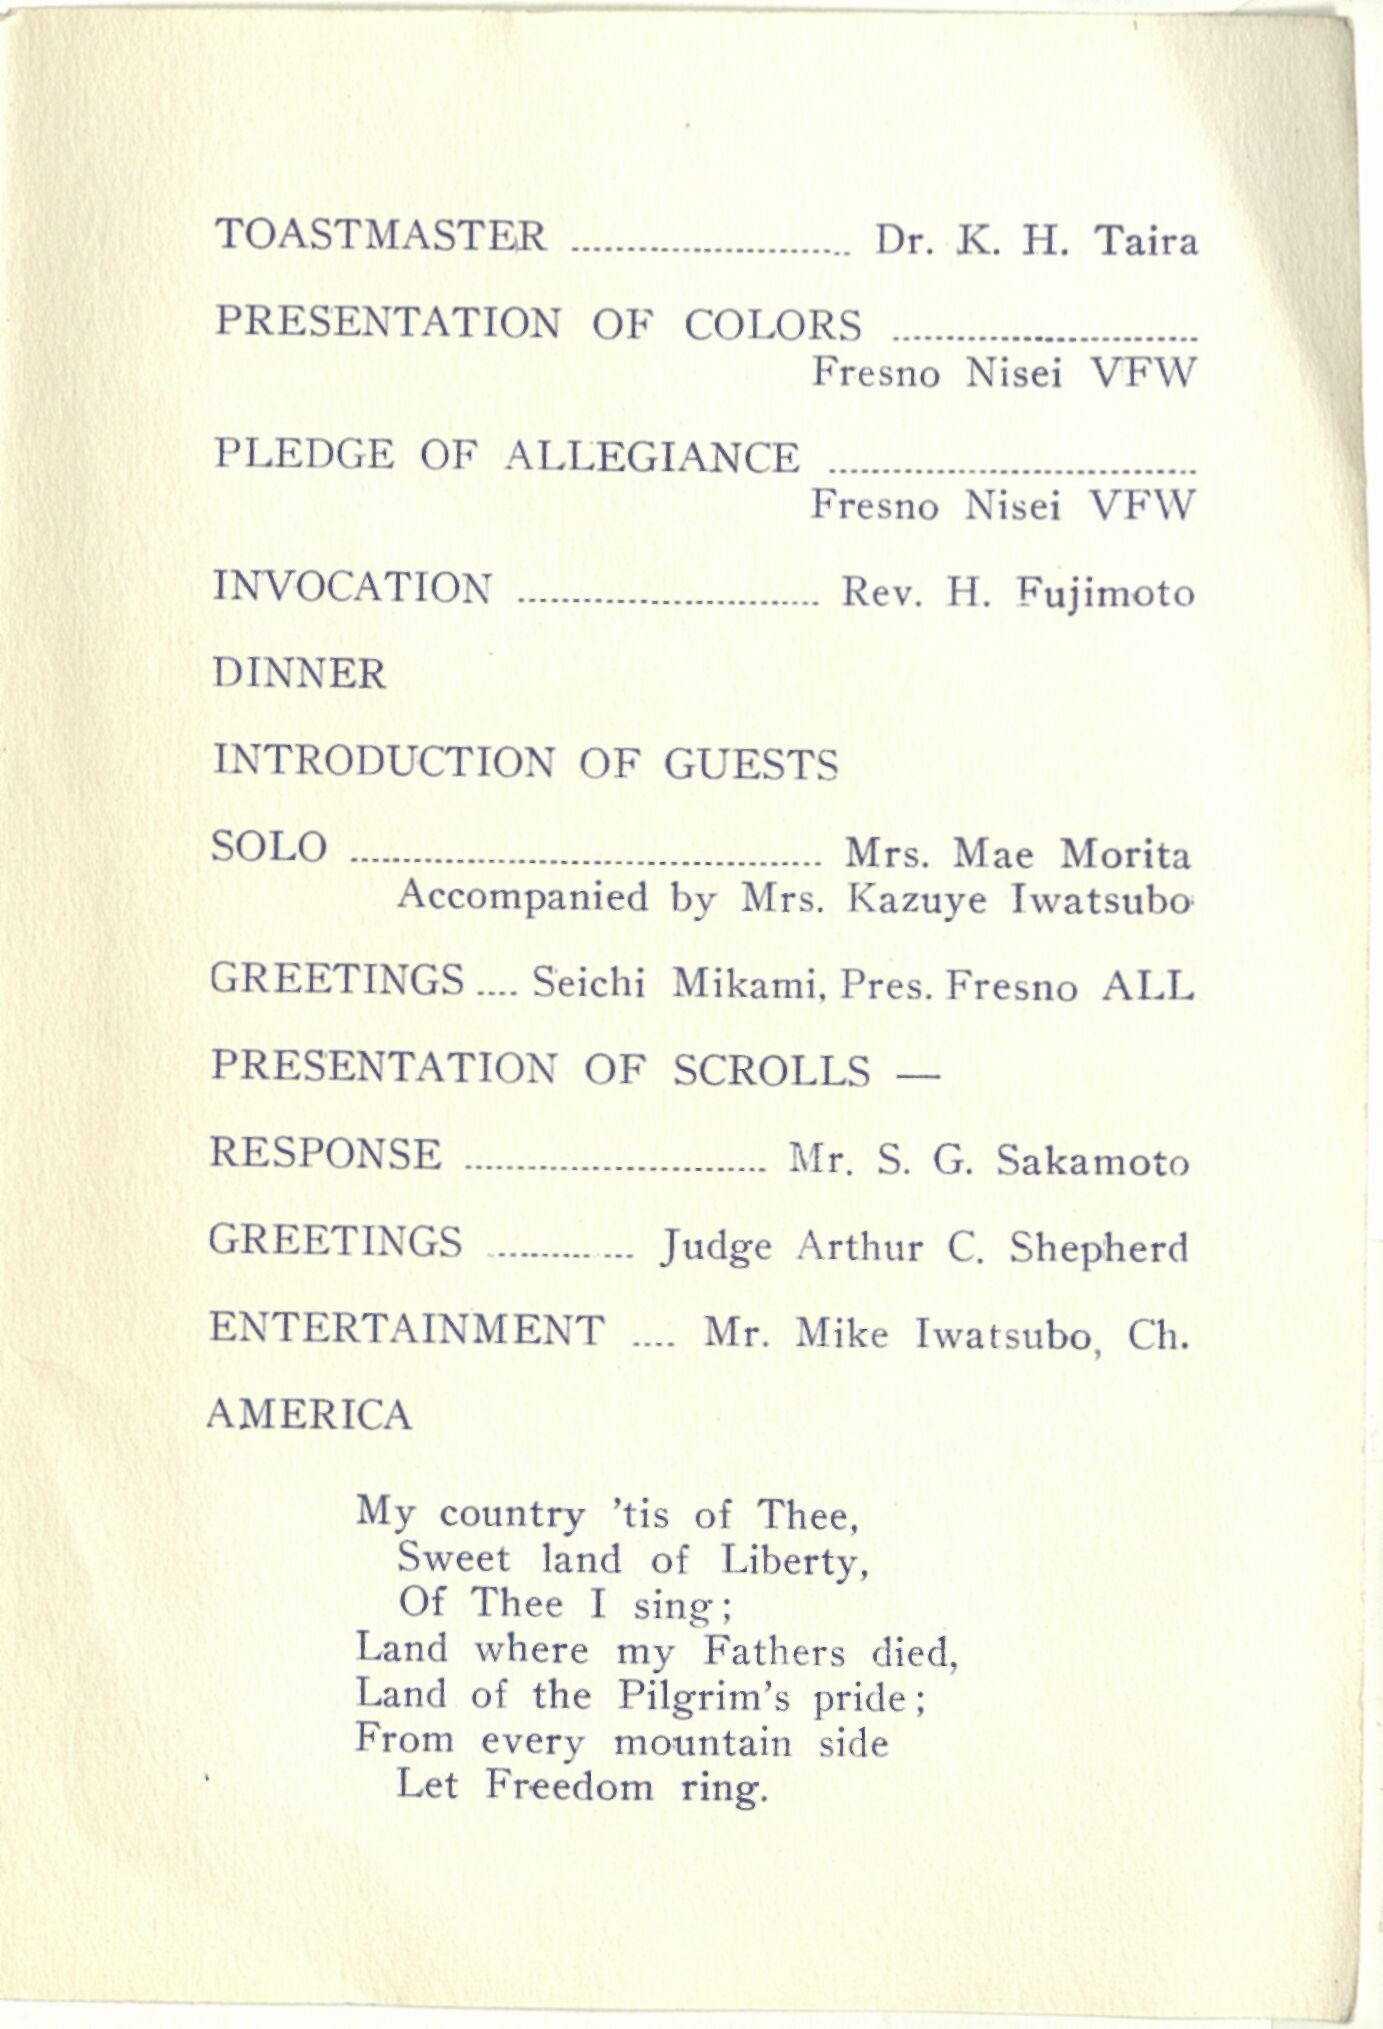 TOASTMASTER ............................ Dr. K. H. Taira
PRESENTATION OF COLORS ..............................
Fresno Nisei VFW
PLEDGE OF ALLEGIANCE ....................................
Fresno Nisei VFW
INVOCATION .............................. Rev. H. Fujimoto
DINNER
INTRODUCTION OF GUESTS
SOLO .............................................. Mrs. Mae Morita
Accompanied by Mrs. Kazuye Iwatsubo
GREETINGS .... Seichi Mikami, Pres. Fresno ALL
PRESENTATION OF SCROLLS —
RESPONSE .............................. Mr. S. G. Sakamoto
GREETINGS .............. Judge Arthur C. Shepherd
ENTERTAINMENT .... Mr. Mike Iwatsubo, Ch.
AMERICA
My country ’tis of Thee,
Sweet land of Liberty,
Of Thee I sing;
Land where my Fathers died,
Land of the Pilgrim’s pride;
From every mountain side
Let Freedom ring.